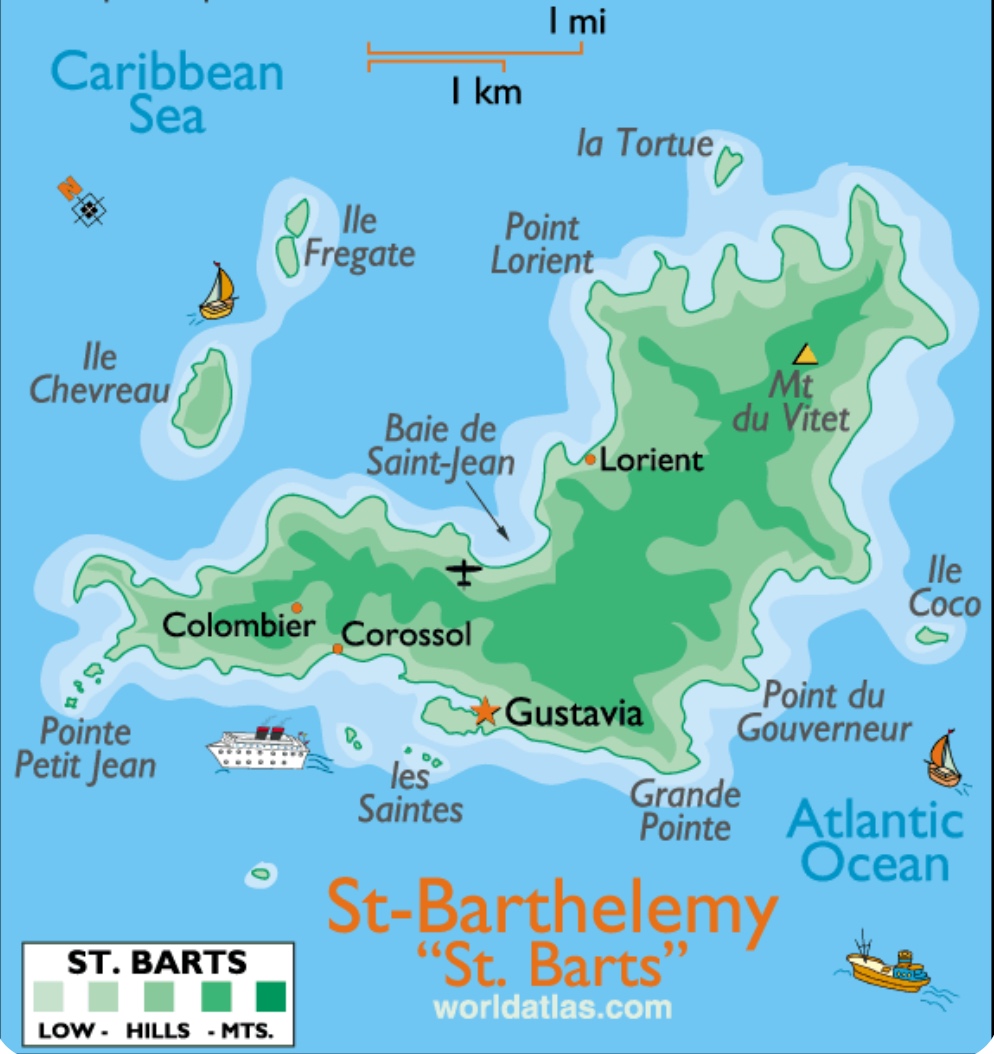 1 mi
1 km
Caribbean
Sea
N
la Tortue
Ile
Fregate
Point
Lorient
Ile
Chevreau
Mt
du Vitet
Baie de
Saint-Jean
Lorient
Ile
Coco
Colombier
Corossol
Gustavia
Point du
Gouverneur
Pointe
Petit Jean
les
Saintes
Grande
Pointe
Atlantic
Ocean
St-Barthelemy
“St. Barts”
worldatlas.com
ST. BARTS
LOW - HILLS - MTS.